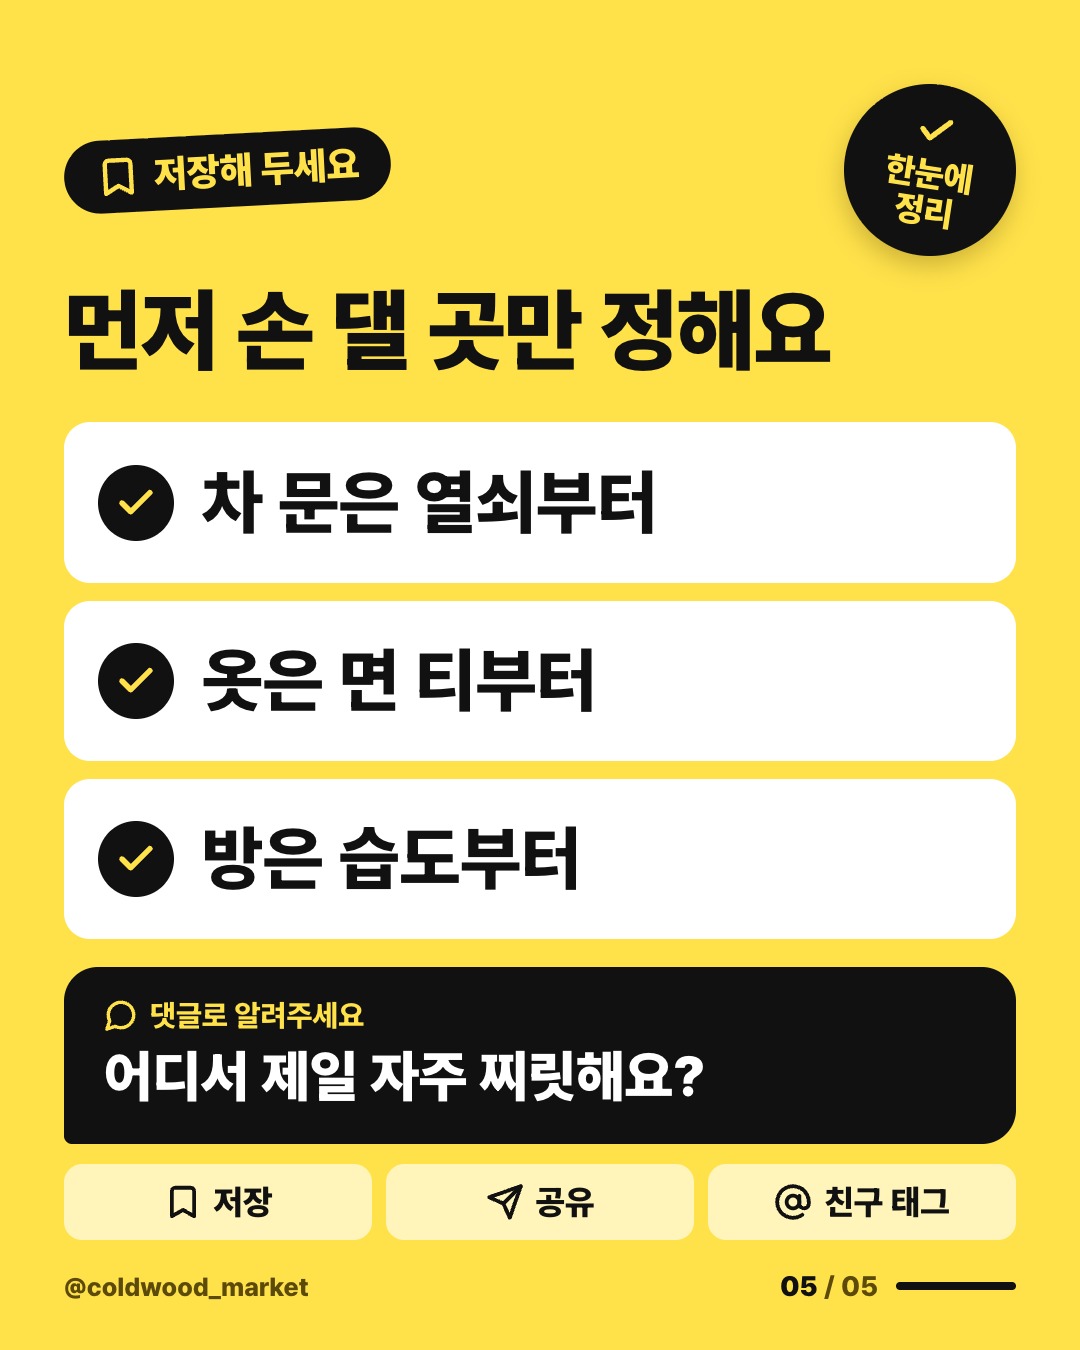 저장해 두세요
한눈에
정리
먼저 손 댈 곳만 정해요
차 문은 열쇠부터
옷은 면 티부터
방은 습도부터
댓글로 알려주세요
어디서 제일 자주 찌릿해요?
저장
공유
친구 태그
@coldwood_market
05 / 05